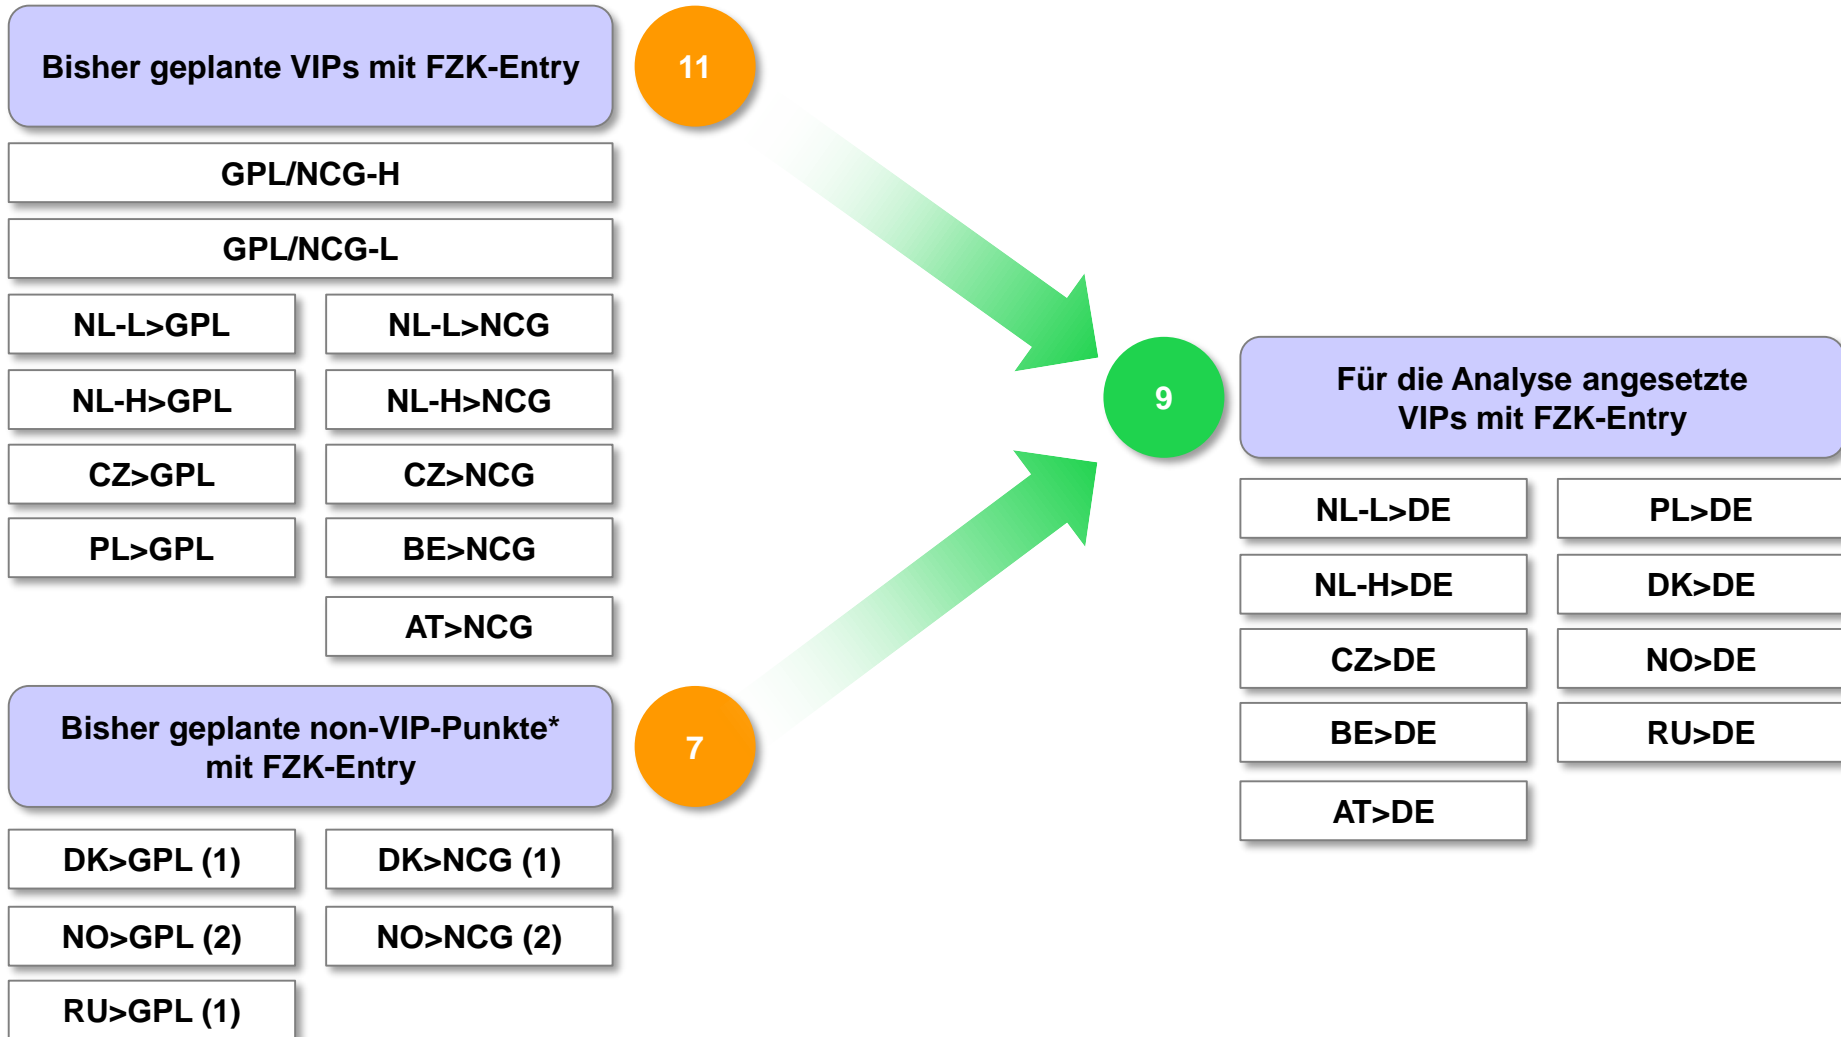 Bisher geplante VIPs mit FZK-Entry
11
GPL/NCG-H
GPL/NCG-L
NL-L>GPL
NL-L>NCG
NL-H>GPL
NL-H>NCG
CZ>GPL
CZ>NCG
PL>GPL
BE>NCG
AT>NCG
Bisher geplante non-VIP-Punkte*
mit FZK-Entry
7
DK>GPL (1)
DK>NCG (1)
NO>GPL (2)
NO>NCG (2)
RU>GPL (1)
9
Für die Analyse angesetzte
VIPs mit FZK-Entry
NL-L>DE
PL>DE
NL-H>DE
DK>DE
CZ>DE
NO>DE
BE>DE
RU>DE
AT>DE